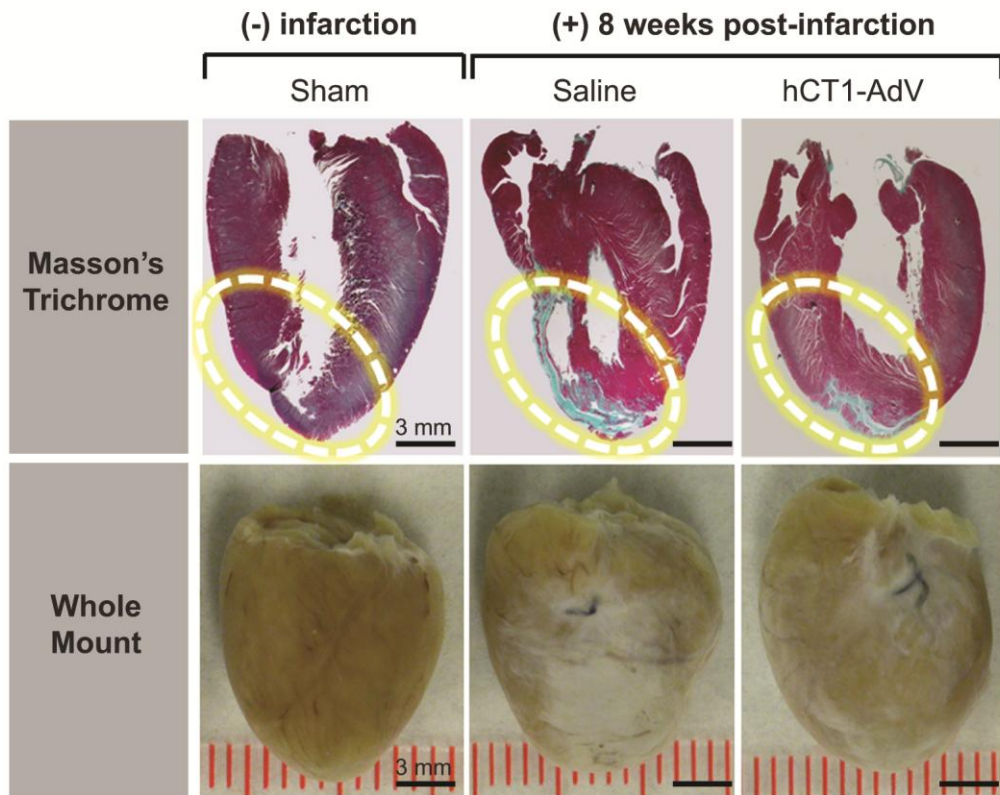 (-) infarction
(+) 8 weeks post-infarction
Sham
Saline
hCT1-AdV
Masson's
Trichrome
3 mm
Whole
Mount
3 mm